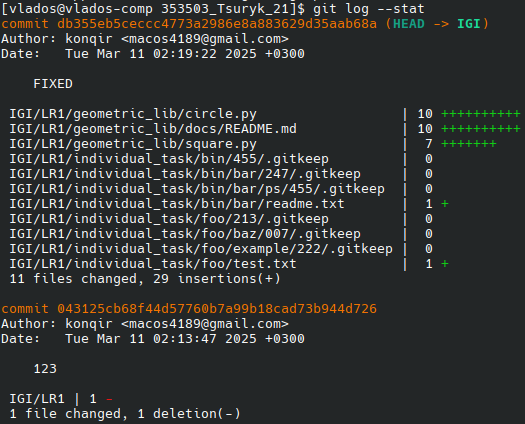 [vlados@vlados-comp 353503_Tsuryk_21]$ git log --stat
commit db355eb5ceccc4773a2986e8a883629d35aab68a (HEAD -> IGI)
Author: konqir <macos4189@gmail.com>
Date:   Tue Mar 11 02:19:22 2025 +0300

    FIXED

 IGI/LR1/geometric_lib/circle.py                   | 10 ++++++++++
 IGI/LR1/geometric_lib/docs/README.md              | 10 ++++++++++
 IGI/LR1/geometric_lib/square.py                   |  7 +++++++
 IGI/LR1/individual_task/bin/455/.gitkeep          |  0
 IGI/LR1/individual_task/bin/bar/247/.gitkeep      |  0
 IGI/LR1/individual_task/bin/bar/ps/455/.gitkeep   |  0
 IGI/LR1/individual_task/bin/bar/readme.txt        |  1 +
 IGI/LR1/individual_task/foo/213/.gitkeep          |  0
 IGI/LR1/individual_task/foo/baz/007/.gitkeep      |  0
 IGI/LR1/individual_task/foo/example/222/.gitkeep |  0
 IGI/LR1/individual_task/foo/test.txt              |  1 +
 11 files changed, 29 insertions(+)

commit 043125cb68f44d57760b7a99b18cad73b944d726
Author: konqir <macos4189@gmail.com>
Date:   Tue Mar 11 02:13:47 2025 +0300

    123

 IGI/LR1 | 1 -
 1 file changed, 1 deletion(-)